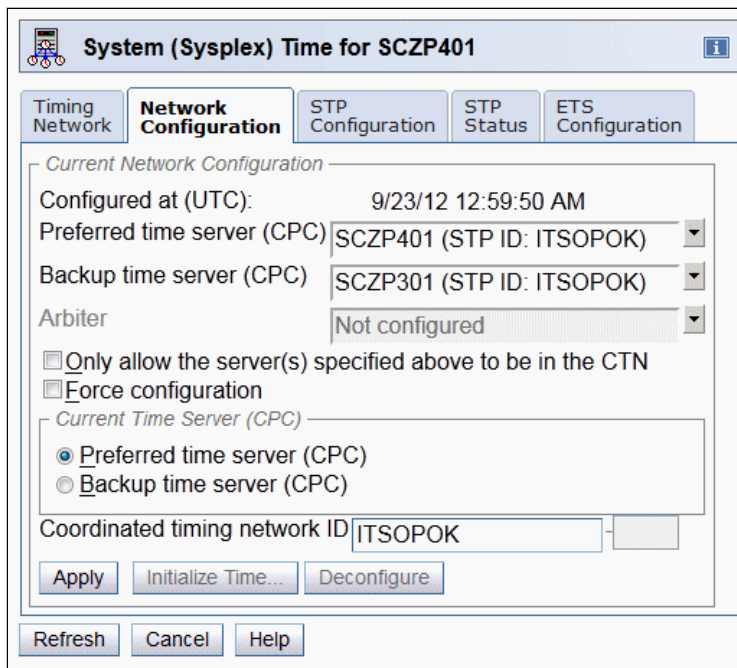 System (Sysplex) Time for SCZP401
i
Timing Network
Network Configuration
STP Configuration
STP Status
ETS Configuration
Current Network Configuration
Configured at (UTC): 9/23/12 12:59:50 AM
Preferred time server (CPC) SCZP401 (STP ID: ITSOPOK)
Backup time server (CPC) SCZP301 (STP ID: ITSOPOK)
Arbiter Not configured
Only allow the server(s) specified above to be in the CTN
Force configuration
Current Time Server (CPC)
Preferred time server (CPC)
Backup time server (CPC)
Coordinated timing network ID ITSOPOK -
Apply Initialize Time... Deconfigure
Refresh Cancel Help